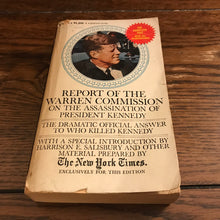 REPORT OF THE
WARREN COMMISSION
ON THE ASSASSINATION OF
PRESIDENT KENNEDY
THE DRAMATIC OFFICIAL ANSWER
TO WHO KILLED KENNEDY
WITH A SPECIAL INTRODUCTION BY
HARRISON E. SALISBURY AND OTHER
MATERIAL PREPARED BY
The New York Times.
EXCLUSIVELY FOR THIS EDITION